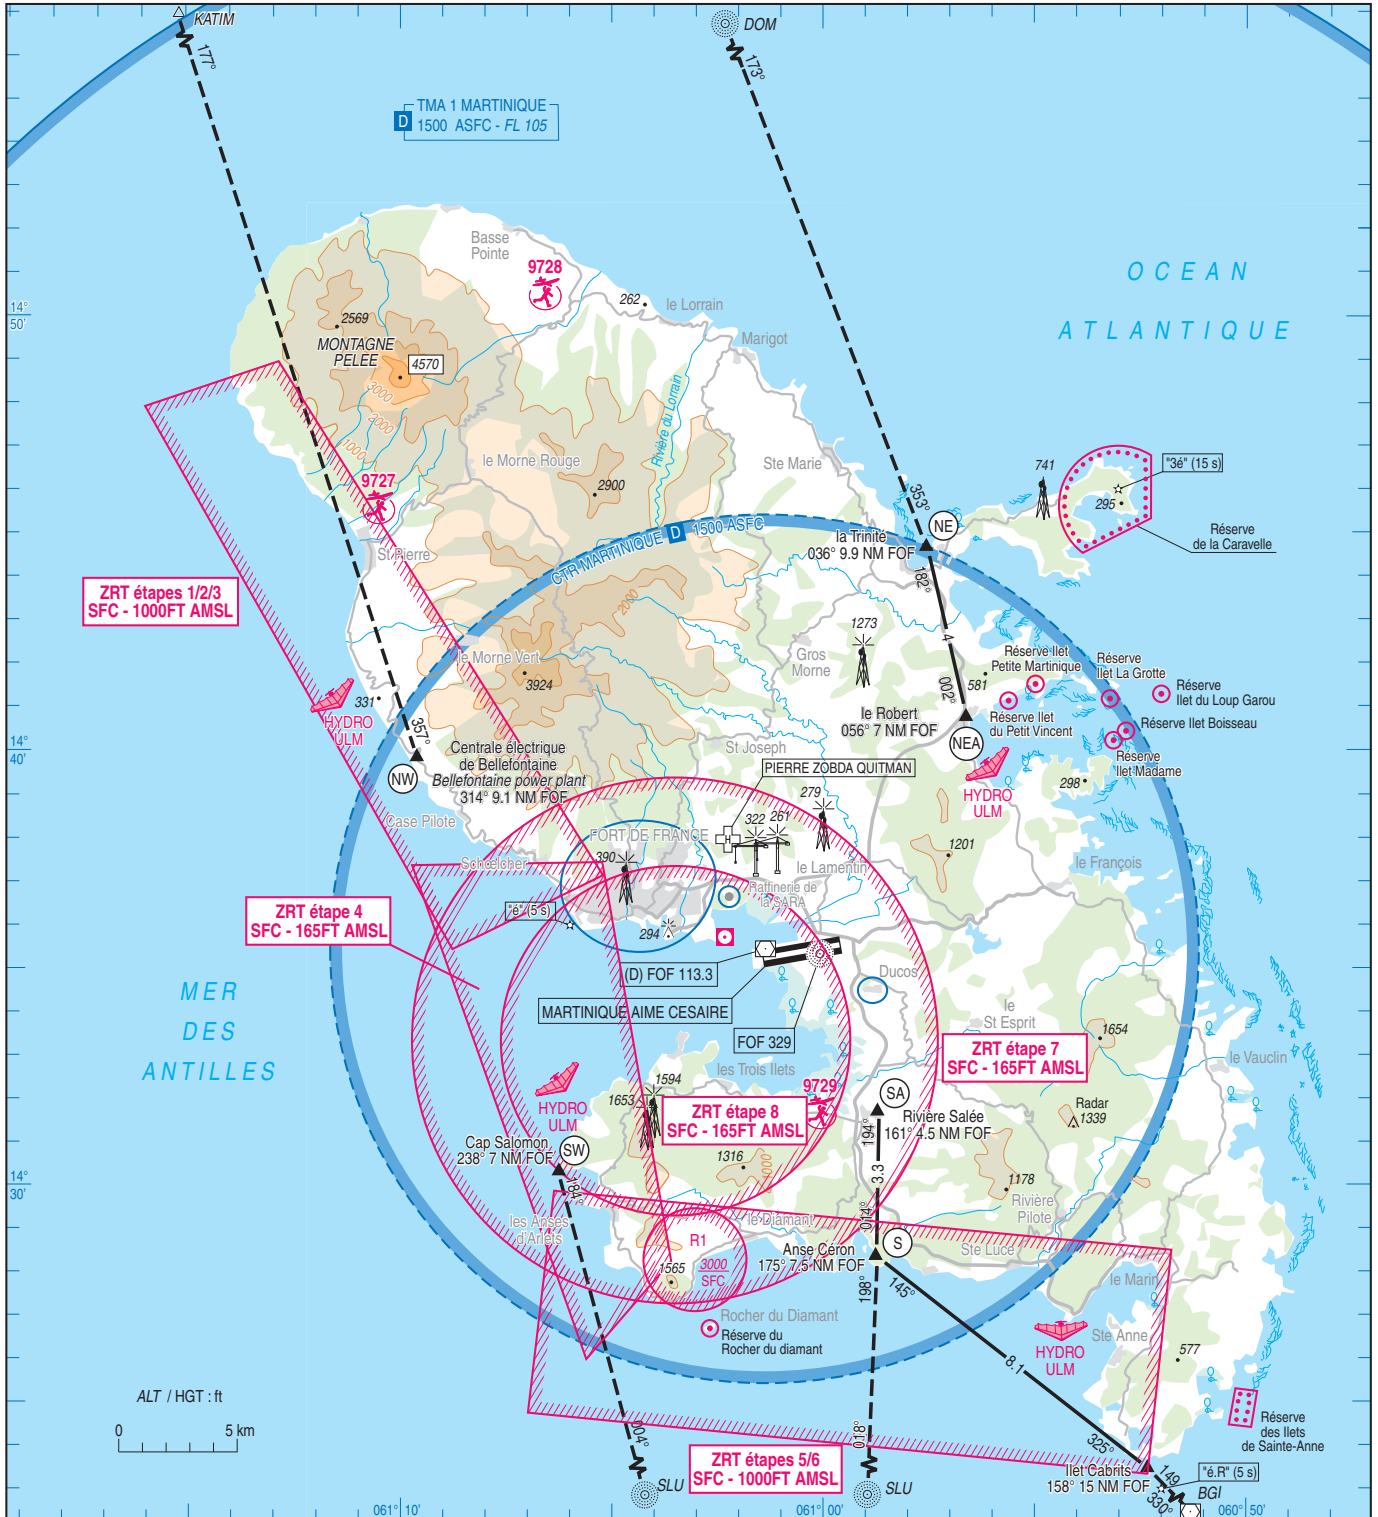 KATIM
DOM
177°
173°
TMA 1 MARTINIQUE
D
1500 ASFC - FL 105
Basse
Pointe
9728
262
le Lorrain
OCEAN
ATLANTIQUE
14°
50'
2569
MONTAGNE
PELEE
4570
Marigot
3000
2000
1000
Rivière du Lorrain
le Morne Rouge
Ste Marie
741
"3é" (15 s)
9727
2900
295
353°
NE
Réserve
de la Caravelle
CTR MARTINIQUE D 1500 ASFC
la Trinité
036° 9.9 NM FOF
St Pierre
182°
ZRT étapes 1/2/3
SFC - 1000FT AMSL
2000
1273
4
Gros
Morne
Réserve Ilet
Petite Martinique
Réserve
Ilet La Grotte
le Morne Vert
3924
002°
581
Réserve
Ilet du Loup Garou
331
HYDRO
ULM
357°
le Robert
056° 7 NM FOF
Réserve Ilet
du Petit Vincent
Réserve Ilet Boisseau
NEA
Réserve
Ilet Madame
14°
40'
NW
Centrale électrique
de Bellefontaine
Bellefontaine power plant
314° 9.1 NM FOF
St Joseph
PIERRE ZOBDA QUITMAN
HYDRO
ULM
298
279
Case Pilote
322
261
FORT DE FRANCE
390
Schœlcher
1201
le Lamentin
le François
Raffinerie de
la SARA
ZRT étape 4
SFC - 165FT AMSL
"é" (5 s)
294
(D) FOF 113.3
Ducos
MER
DES
ANTILLES
MARTINIQUE AIME CESAIRE
FOF 329
le
St Esprit
1654
ZRT étape 7
SFC - 165FT AMSL
le Vauclin
les Trois Ilets
1594
1653
9729
HYDRO
ULM
ZRT étape 8
SFC - 165FT AMSL
SA
Rivière Salée
161° 4.5 NM FOF
194°
Radar
1339
Cap Salomon
238° 7 NM FOF
SW
184°
1316
1000
3.3
1178
14°
30'
Rivière
Pilote
les Anses
d'Arlets
le Diamant
014°
R1
3000
SFC
1565
Anse Céron
175° 7.5 NM FOF
S
Ste Luce
198°
145°
le Marin
Rocher du Diamant
Réserve du
Rocher du diamant
HYDRO
ULM
Ste Anne
577
8.1
ALT / HGT : ft
0
5 km
004°
018°
325°
Réserve
des Ilets
de Sainte-Anne
ZRT étapes 5/6
SFC - 1000FT AMSL
Ilet Cabrits
158° 15 NM FOF
149
"é.R" (5 s)
330°
BGI
SLU
SLU
061° 10'
061° 00'
060° 50'